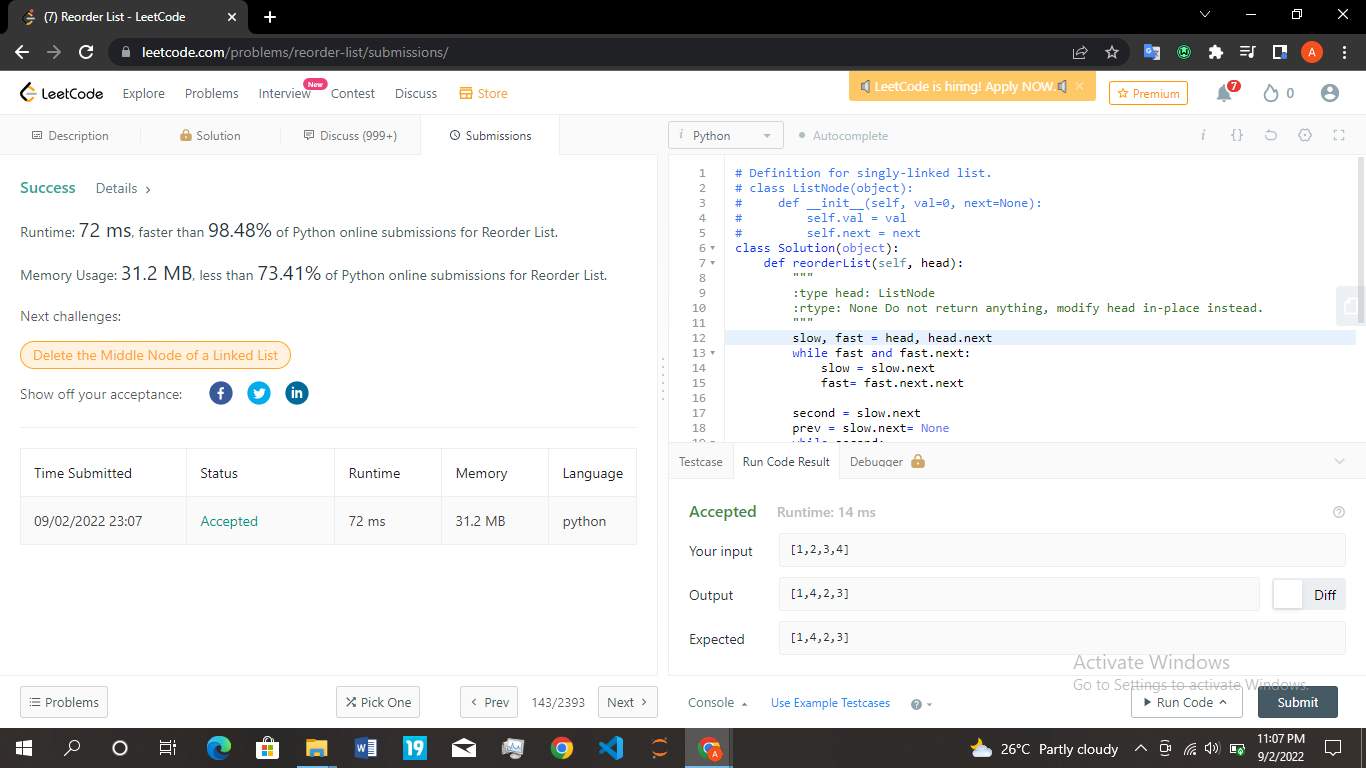 (7) Reorder List - LeetCode
leetcode.com/problems/reorder-list/submissions/
A
LeetCode
Explore
Problems
Interview
New
Contest
Discuss
Store
LeetCode is hiring! Apply NOW.
Premium
7
0
Description
Solution
Discuss (999+)
Submissions
Success
Details
Runtime: 72 ms, faster than 98.48% of Python online submissions for Reorder List.
Memory Usage: 31.2 MB, less than 73.41% of Python online submissions for Reorder List.
Next challenges:
Delete the Middle Node of a Linked List
Show off your acceptance:
Time Submitted Status Runtime Memory Language
09/02/2022 23:07 Accepted 72 ms 31.2 MB python
Problems
Pick One
Prev
143/2393
Next
i Python
Autocomplete
1 # Definition for singly-linked list.
2 # class ListNode(object):
3 #     def __init__(self, val=0, next=None):
4 #         self.val = val
5 #         self.next = next
6 class Solution(object):
7     def reorderList(self, head):
8         """
9         :type head: ListNode
10         :rtype: None Do not return anything, modify head in-place instead.
11         """
12         slow, fast = head, head.next
13         while fast and fast.next:
14             slow = slow.next
15             fast= fast.next.next
16
17         second = slow.next
18         prev = slow.next= None
19         while second:
Testcase
Run Code Result
Debugger
Accepted
Runtime: 14 ms
Your input
[1,2,3,4]
Output
[1,4,2,3]
Diff
Expected
[1,4,2,3]
Activate Windows
Go to Settings to activate Windows.
Console
Use Example Testcases
Run Code
Submit
19
A
26°C Partly cloudy
11:07 PM
9/2/2022